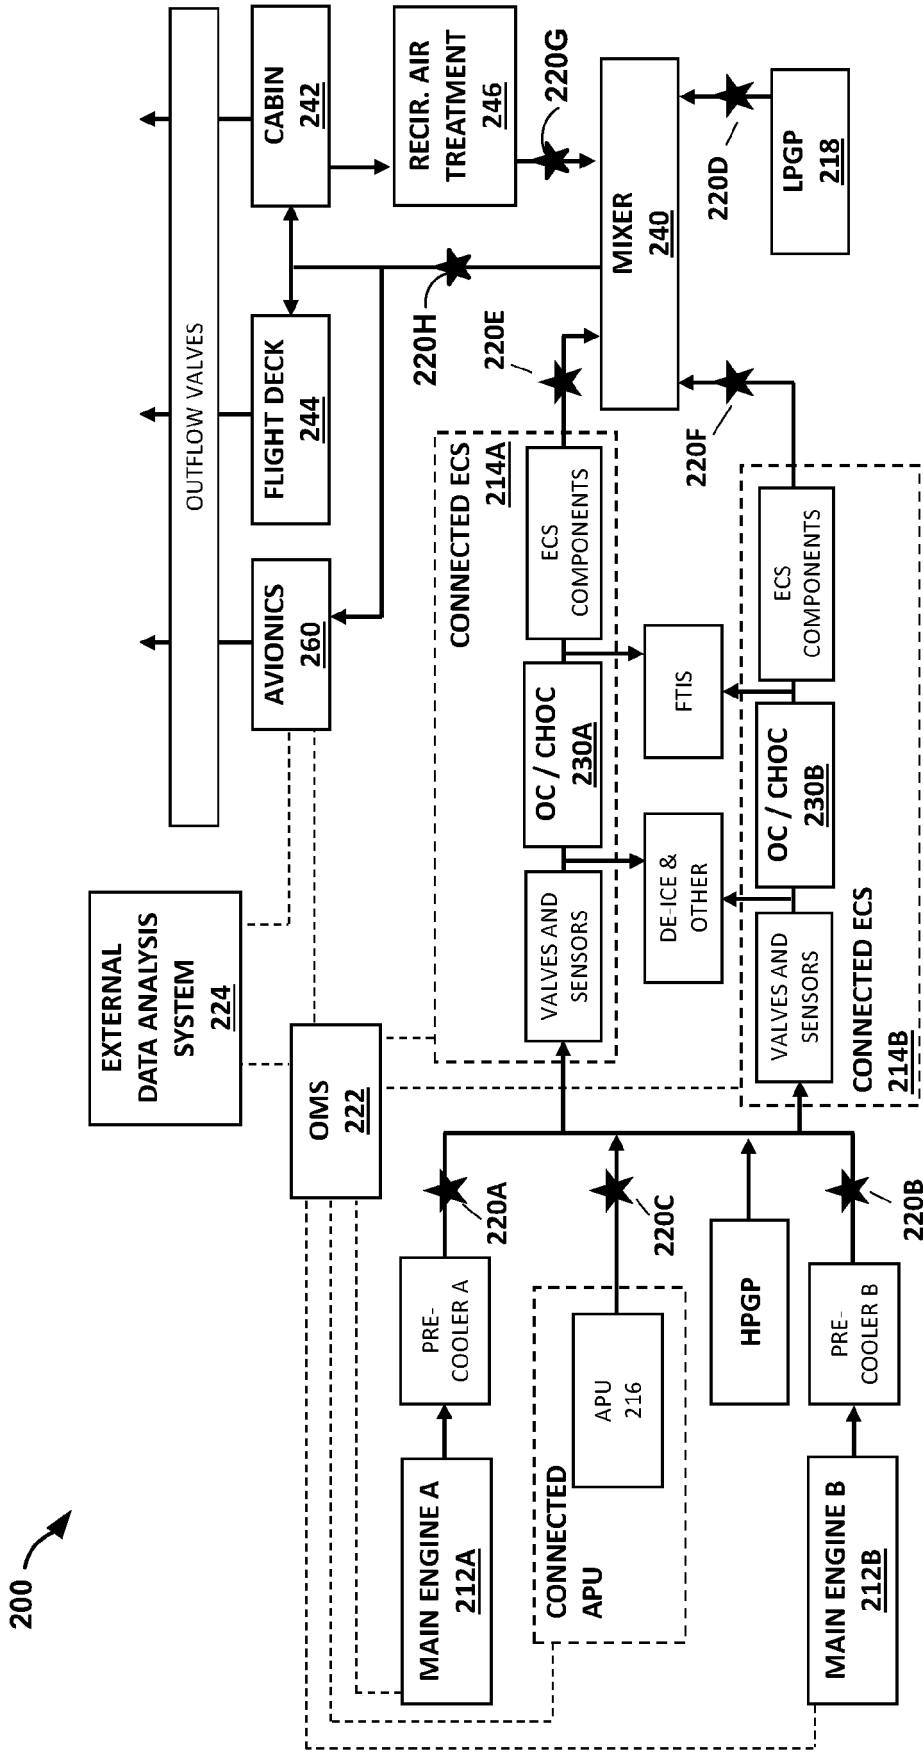 200
EXTERNAL
DATA ANALYSIS
SYSTEM
224
OUTFLOW VALVES
OMS
222
AVIONICS
260
FLIGHT DECK
244
CABIN
242
RECIR. AIR
TREATMENT
246
220G
220H
MAIN ENGINE A
212A
PRE-
COOLER A
220A
CONNECTED ECS
214A
VALVES AND
SENSORS
OC / CHOC
230A
ECS
COMPONENTS
220E
MIXER
240
CONNECTED
APU
APU
216
220C
DE-ICE &
OTHER
FTIS
220F
220D
LPGP
218
HPGP
MAIN ENGINE B
212B
PRE-
COOLER B
220B
VALVES AND
SENSORS
OC / CHOC
230B
ECS
COMPONENTS
CONNECTED ECS
214B